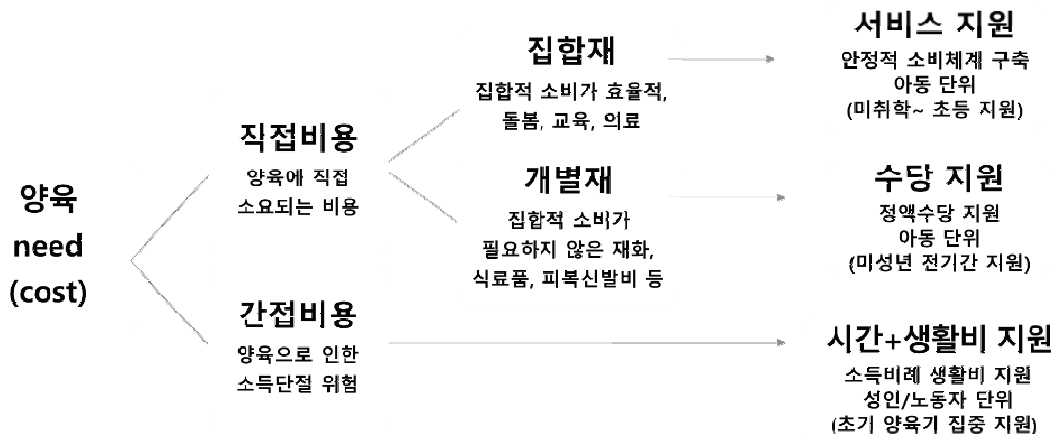 양육
need
(cost)
직접비용
양육에 직접
소요되는 비용
간접비용
양육으로 인한
소득단절 위험
집합재
집합적 소비가 효율적,
돌봄, 교육, 의료
개별재
집합적 소비가
필요하지 않은 재화,
식료품, 피복신발비 등
서비스 지원
안정적 소비체계 구축
아동 단위
(미취학~ 초등 지원)
수당 지원
정액수당 지원
아동 단위
(미성년 전기간 지원)
시간+생활비 지원
소득비례 생활비 지원
성인/노동자 단위
(초기 양육기 집중 지원)